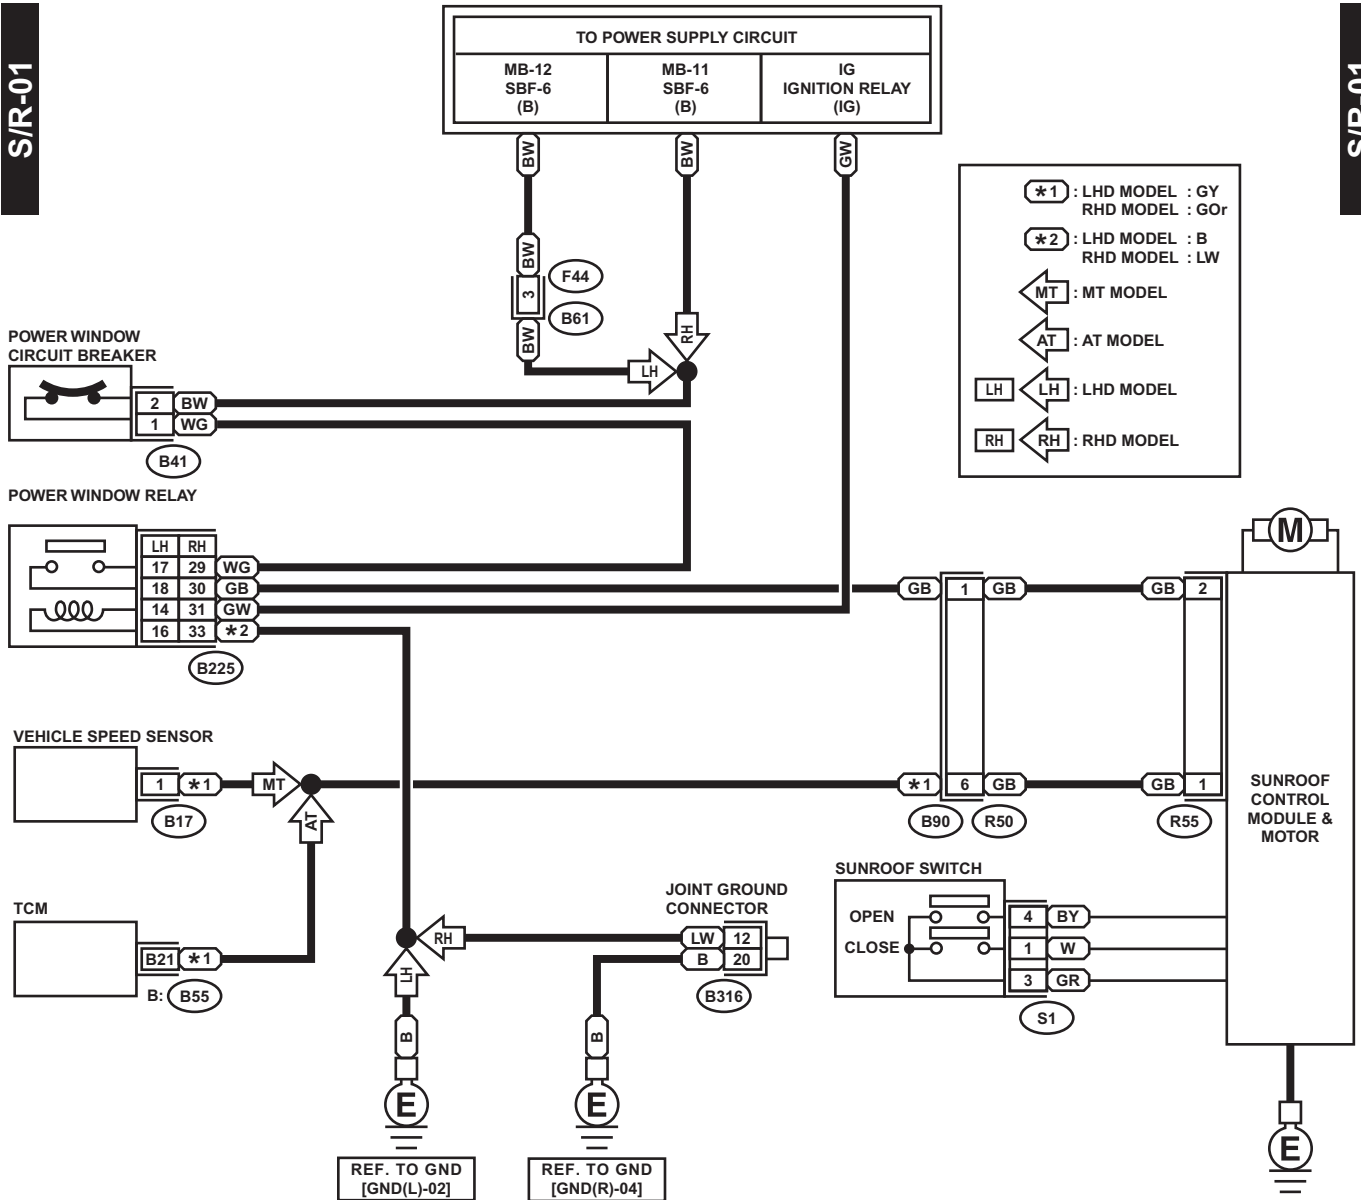 S/R-01
S/R-01
TO POWER SUPPLY CIRCUIT
MB-12
SBF-6
(B)
MB-11
SBF-6
(B)
IG
IGNITION RELAY
(IG)
BW
BW
GW
BW
3
F44
B61
BW
RH
LH
*1 : LHD MODEL : GY
RHD MODEL : GOr
*2 : LHD MODEL : B
RHD MODEL : LW
MT : MT MODEL
AT : AT MODEL
LH LH : LHD MODEL
RH RH : RHD MODEL
POWER WINDOW
CIRCUIT BREAKER
2 BW
1 WG
B41
POWER WINDOW RELAY
LH RH
17 29 WG
18 30 GB
14 31 GW
16 33 *2
B225
GB 1 GB
GB 2
M
VEHICLE SPEED SENSOR
1 *1
B17
MT
AT
*1 6 GB
GB 1
B90
R50
R55
SUNROOF
CONTROL
MODULE &
MOTOR
TCM
B21 *1
B: B55
RH
LH
JOINT GROUND
CONNECTOR
LW 12
B 20
B316
SUNROOF SWITCH
OPEN
CLOSE
4 BY
1 W
3 GR
S1
B
B
E
E
E
REF. TO GND
[GND(L)-02]
REF. TO GND
[GND(R)-04]